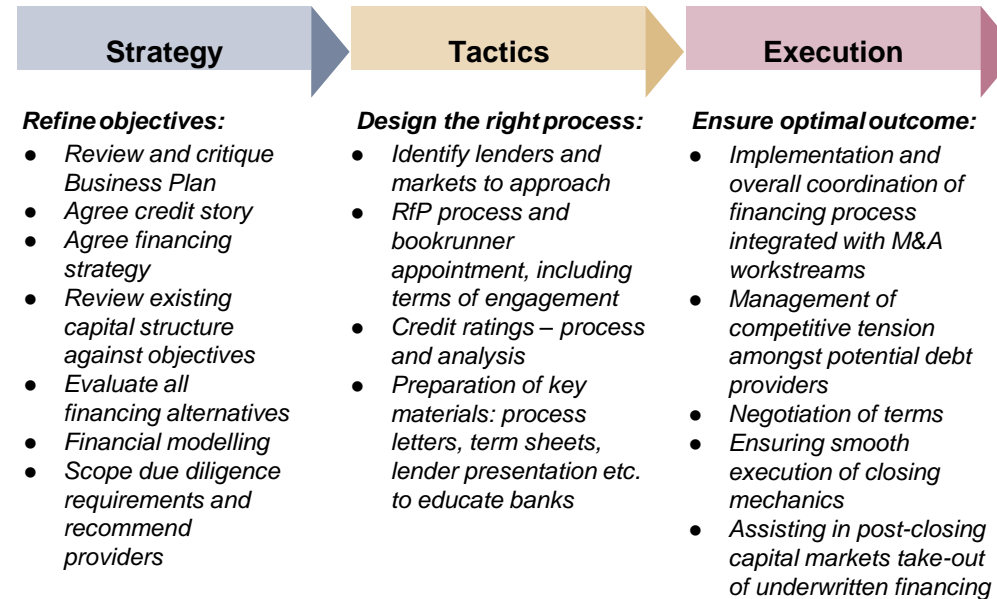 Strategy
Refine objectives:
● Review and critique
Business Plan
● Agree credit story
● Agree financing
strategy
● Review existing
capital structure
against objectives
● Evaluate all
financing alternatives
● Financial modelling
● Scope due diligence
requirements and
recommend
providers
Tactics
Design the right process:
● Identify lenders and
markets to approach
● RfP process and
bookrunner
appointment, including
terms of engagement
● Credit ratings – process
and analysis
● Preparation of key
materials: process
letters, term sheets,
lender presentation etc.
to educate banks
Execution
Ensure optimal outcome:
● Implementation and
overall coordination of
financing process
integrated with M&A
workstreams
● Management of
competitive tension
amongst potential debt
providers
● Negotiation of terms
● Ensuring smooth
execution of closing
mechanics
● Assisting in post-closing
capital markets take-out
of underwritten financing